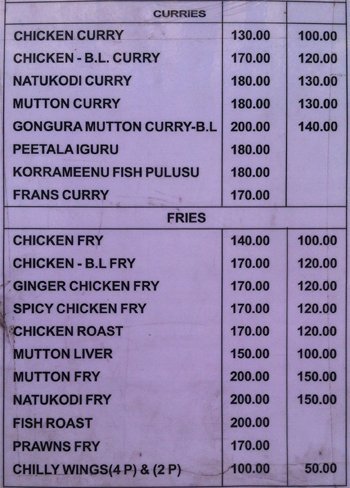 CURRIES
CHICKEN CURRY 130.00 100.00
CHICKEN - B.L. CURRY 170.00 120.00
NATUKODI CURRY 180.00 130.00
MUTTON CURRY 180.00 130.00
GONGURA MUTTON CURRY-B.L 200.00 140.00
PEETALA IGURU 180.00
KORRAMEENU FISH PULUSU 180.00
FRANS CURRY 170.00
FRIES
CHICKEN FRY 140.00 100.00
CHICKEN - B.L FRY 170.00 120.00
GINGER CHICKEN FRY 170.00 120.00
SPICY CHICKEN FRY 170.00 120.00
CHICKEN ROAST 170.00 120.00
MUTTON LIVER 150.00 100.00
MUTTON FRY 200.00 150.00
NATUKODI FRY 200.00 150.00
FISH ROAST 200.00
PRAWNS FRY 170.00
CHILLY WINGS(4 P) & (2 P) 100.00 50.00